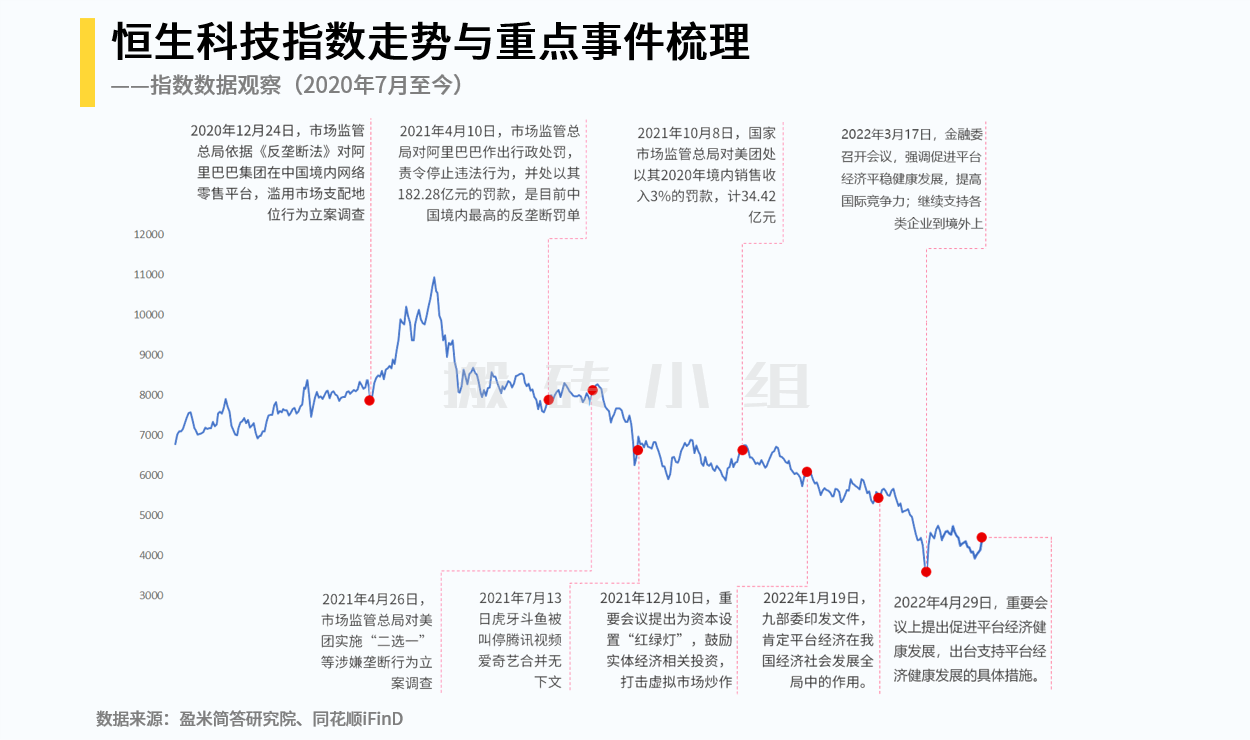 恒生科技指数走势与重点事件梳理
——指数数据观察（2020年7月至今）
2020年12月24日，市场监管
总局依据《反垄断法》对阿
里巴巴集团在中国境内网络
零售平台，滥用市场支配地
位行为立案调查
2021年4月10日，市场监管总
局对阿里巴巴作出行政处罚，
责令停止违法行为，并处以其
182.28亿元的罚款，是目前中
国境内最高的反垄断罚单
2021年10月8日，国家
市场监管总局对美团处
以其2020年境内销售收
入3%的罚款，计34.42
亿元
2022年3月17日，金融委
召开会议，强调促进平台
经济平稳健康发展，提高
国际竞争力；继续支持各
类企业到境外上
12000
11000
10000
9000
8000
7000
6000
5000
4000
3000
搬砖小组
2021年4月26日，
市场监管总局对美
团实施“二选一”
等涉嫌垄断行为立
案调查
2021年7月13
日虎牙斗鱼被
叫停腾讯视频
爱奇艺合并无
下文
2021年12月10日，重
要会议提出为资本设
置“红绿灯”，鼓励
实体经济相关投资，
打击虚拟市场炒作
2022年1月19日，
九部委印发文件，
肯定平台经济在我
国经济社会发展全
局中的作用。
2022年4月29日，重要会
议上提出促进平台经济健
康发展，出台支持平台经
济健康发展的具体措施。
数据来源：盈米简答研究院、同花顺iFinD